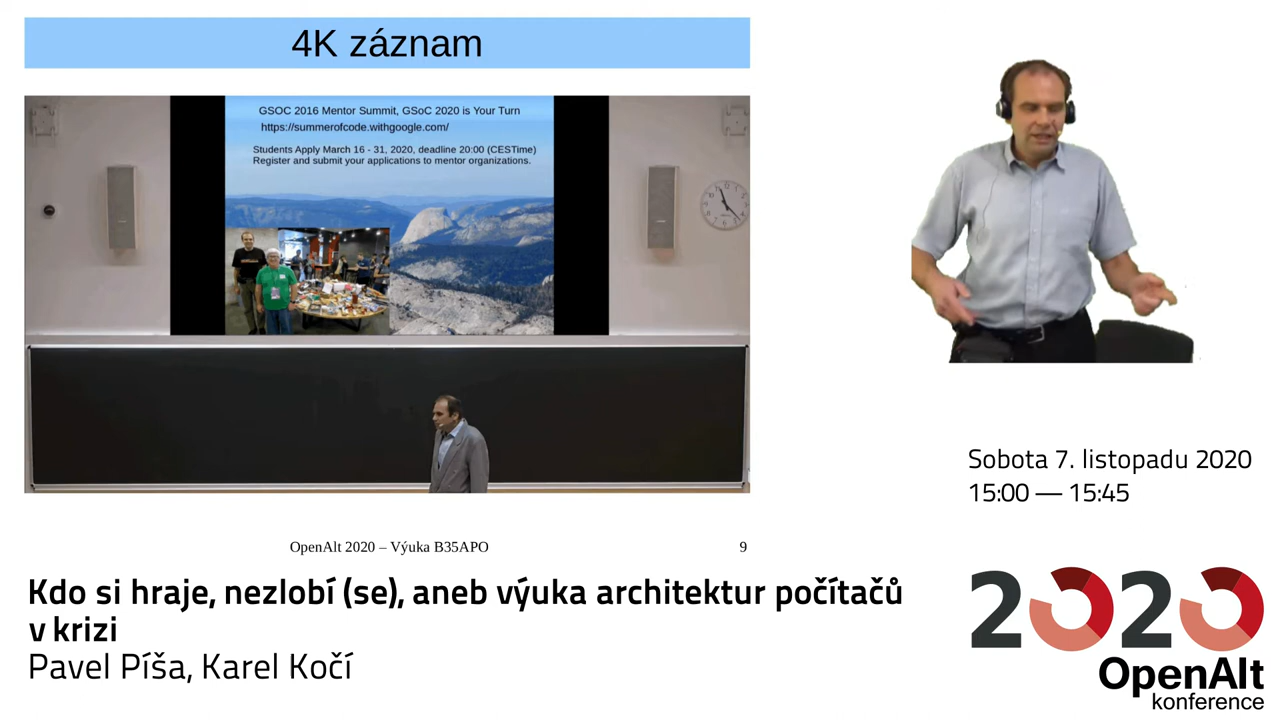 4K záznam
GSOC 2016 Mentor Summit, GSoC 2020 is Your Turn
https://summerofcode.withgoogle.com/
Students Apply March 16 - 31, 2020, deadline 20:00 (CESTime)
Register and submit your applications to mentor organizations.
Sobota 7. listopadu 2020
15:00 — 15:45
OpenAlt 2020 – Výuka B35APO
9
Kdo si hraje, nezlobí (se), aneb výuka architektur počítačů
v krizi
Pavel Píša, Karel Kočí
2020
OpenAlt
konference